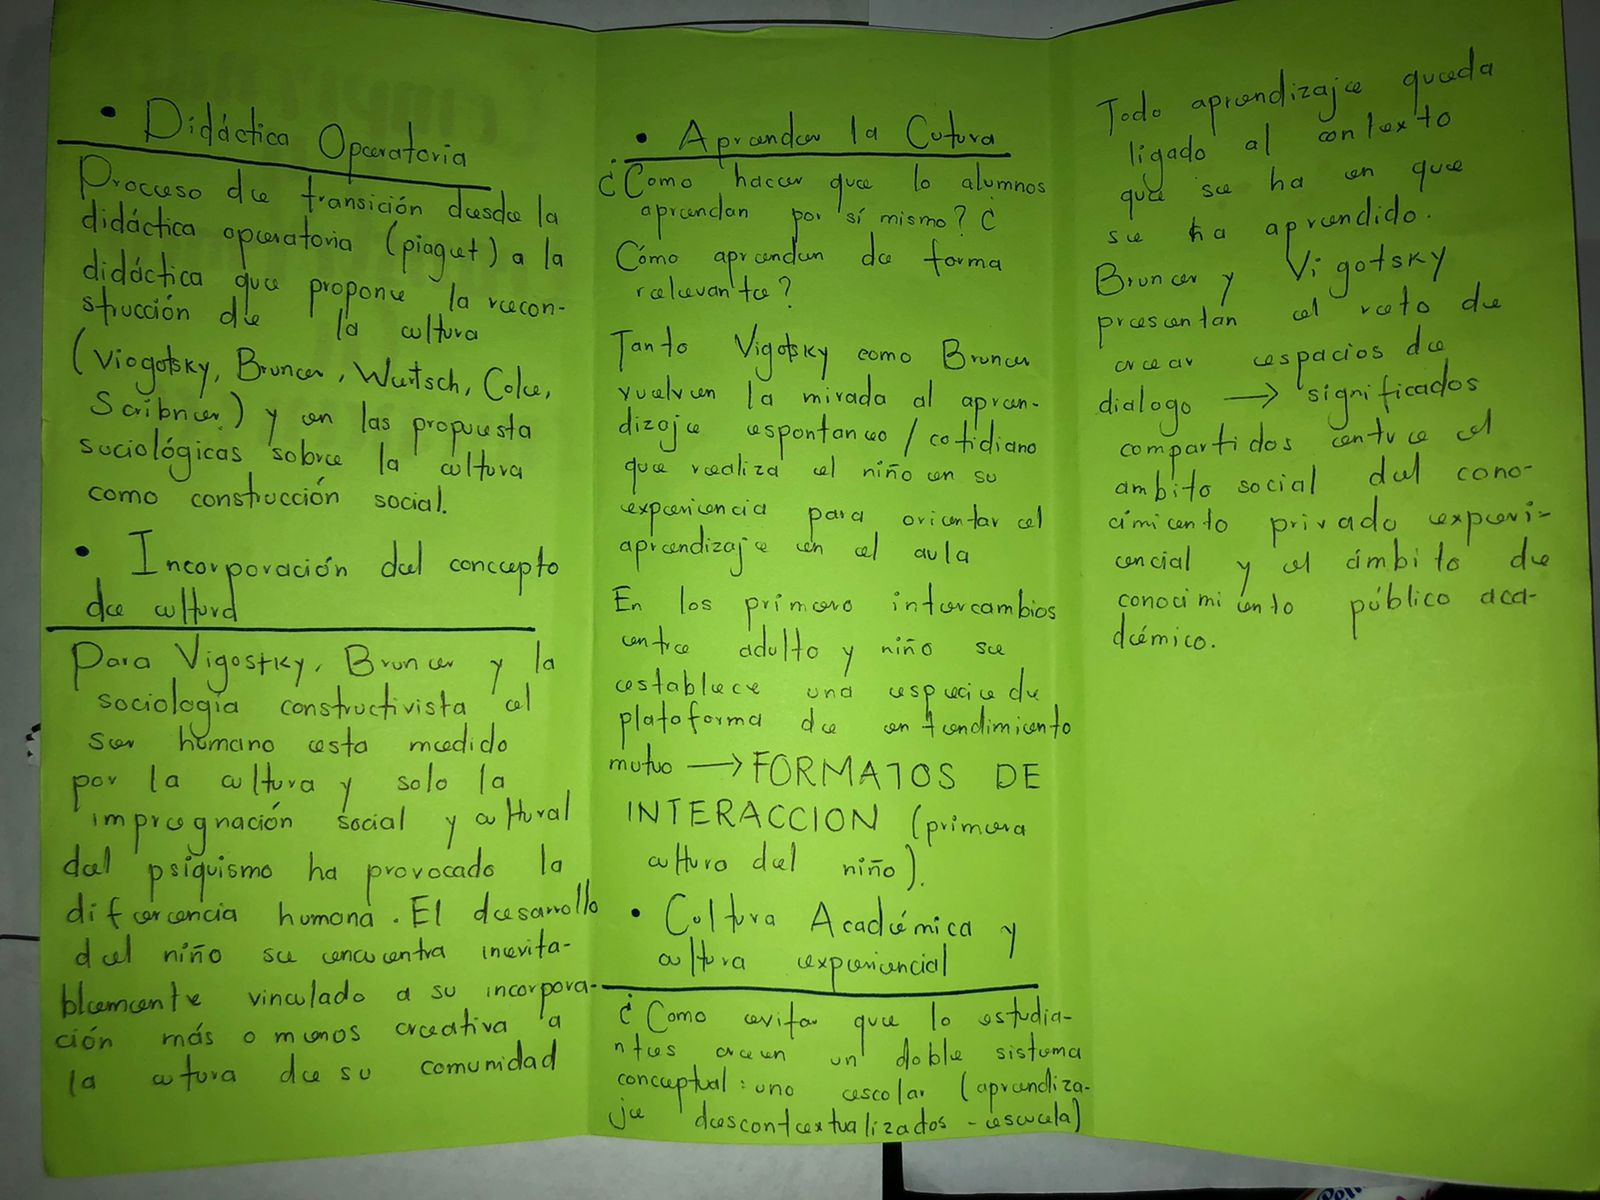 • Didáctica Operatoria
Proceso de transición desde la
didáctica operatoria (piaget) a la
didáctica que propone la recon-
strucción de la cultura
(Viogotsky, Bruner, Wertsch, Cole,
Scribner) y en las propuesta
sociológicas sobre la cultura
como construcción social.
• Incorporación del concepto
de cultura
Para Vigostky, Bruner y la
sociología constructivista el
ser humano esta medido
por la cultura y solo la
impregnación social y cultural
del psiquismo ha provocado la
diferencia humana. El desarrollo
del niño se encuentra inevita-
blemente vinculado a su incorpora-
ción más o menos creativa a
la cutura de su comunidad
• Aprender la Cutura
¿Como hacer que lo alumnos
aprendan por sí mismo? ¿
Cómo aprenden de forma
relevante?
Tanto Vigotsky como Bruner
vuelven la mirada al apren-
dizaje espontaneo / cotidiano
que realiza el niño en su
experiencia para orientar el
aprendizaje en el aula
En los primero intercambios
entre adulto y niño se
establece una especie de
plataforma de entendimiento
mutuo → FORMATOS DE
INTERACCION (primera
cultura del niño).
• Cultura Académica y
cultura experiencial
¿Como evitar que lo estudia-
ntes creen un doble sistema
conceptual: uno escolar (aprendiza-
je descontextualizados - escuela)
Todo aprendizaje queda
ligado al contexto
que se ha en que
se ha aprendido.
Bruner y Vigotsky
presentan el reto de
crear espacios de
dialogo → significados
compartidos entre el
ambito social del cono-
cimiento privado experi-
encial y el ámbito de
conocimiento público aca-
démico.